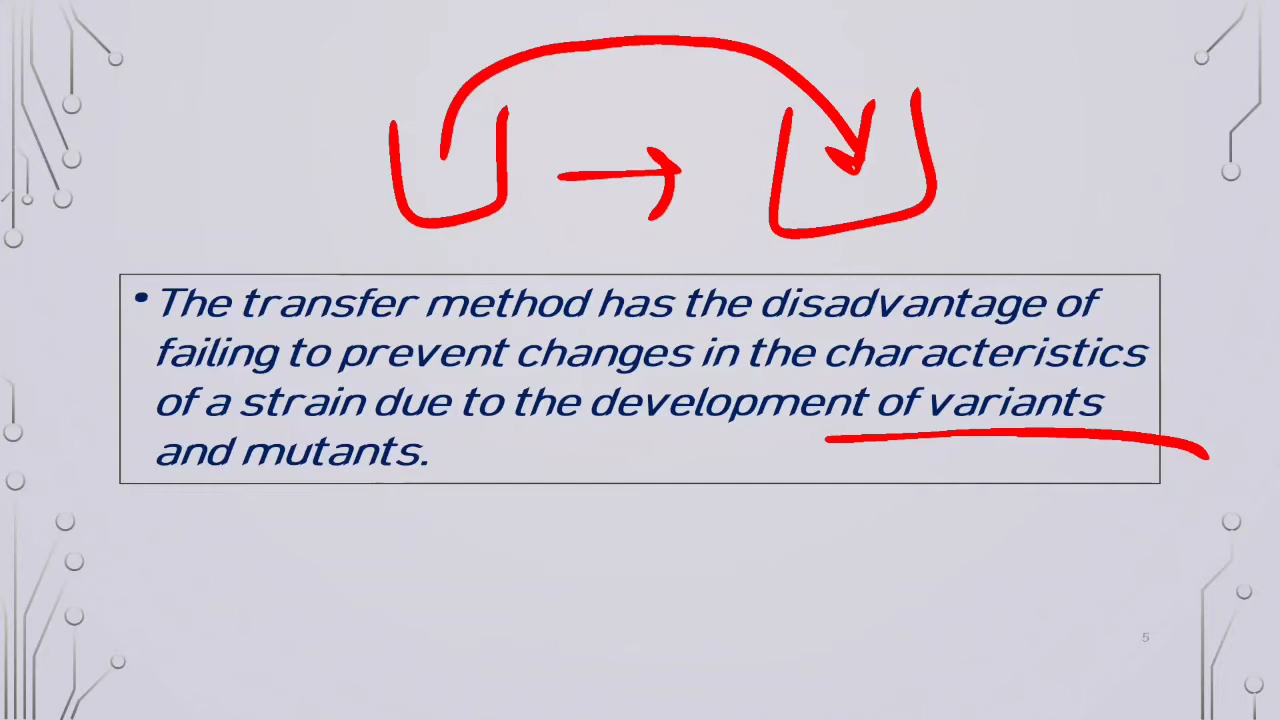 • The transfer method has the disadvantage of
failing to prevent changes in the characteristics
of a strain due to the development of variants
and mutants.
5